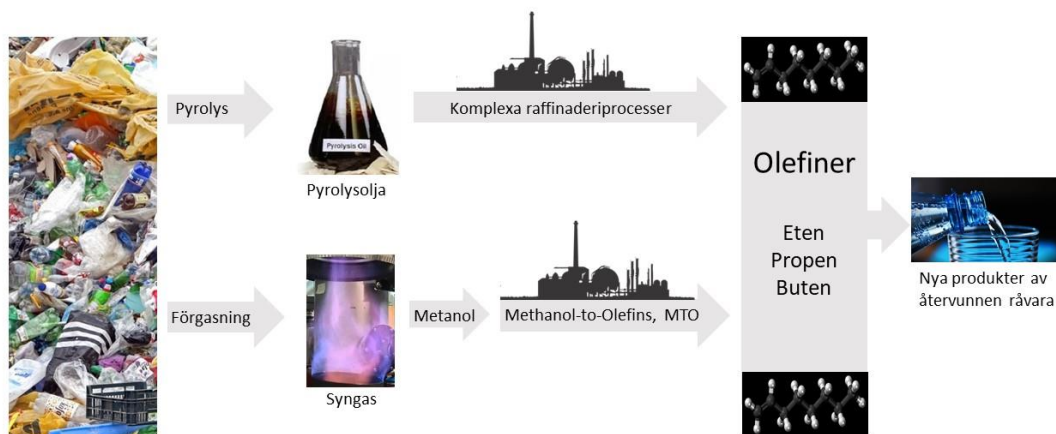 Pyrolys
Pyrolysis Oil
Pyrolysolja
Komplexa raffinaderiprocesser
Förgasning
Syngas
Metanol
Methanol-to-Olefins, MTO
Olefiner
Eten
Propen
Buten
Nya produkter av
återvunnen råvara